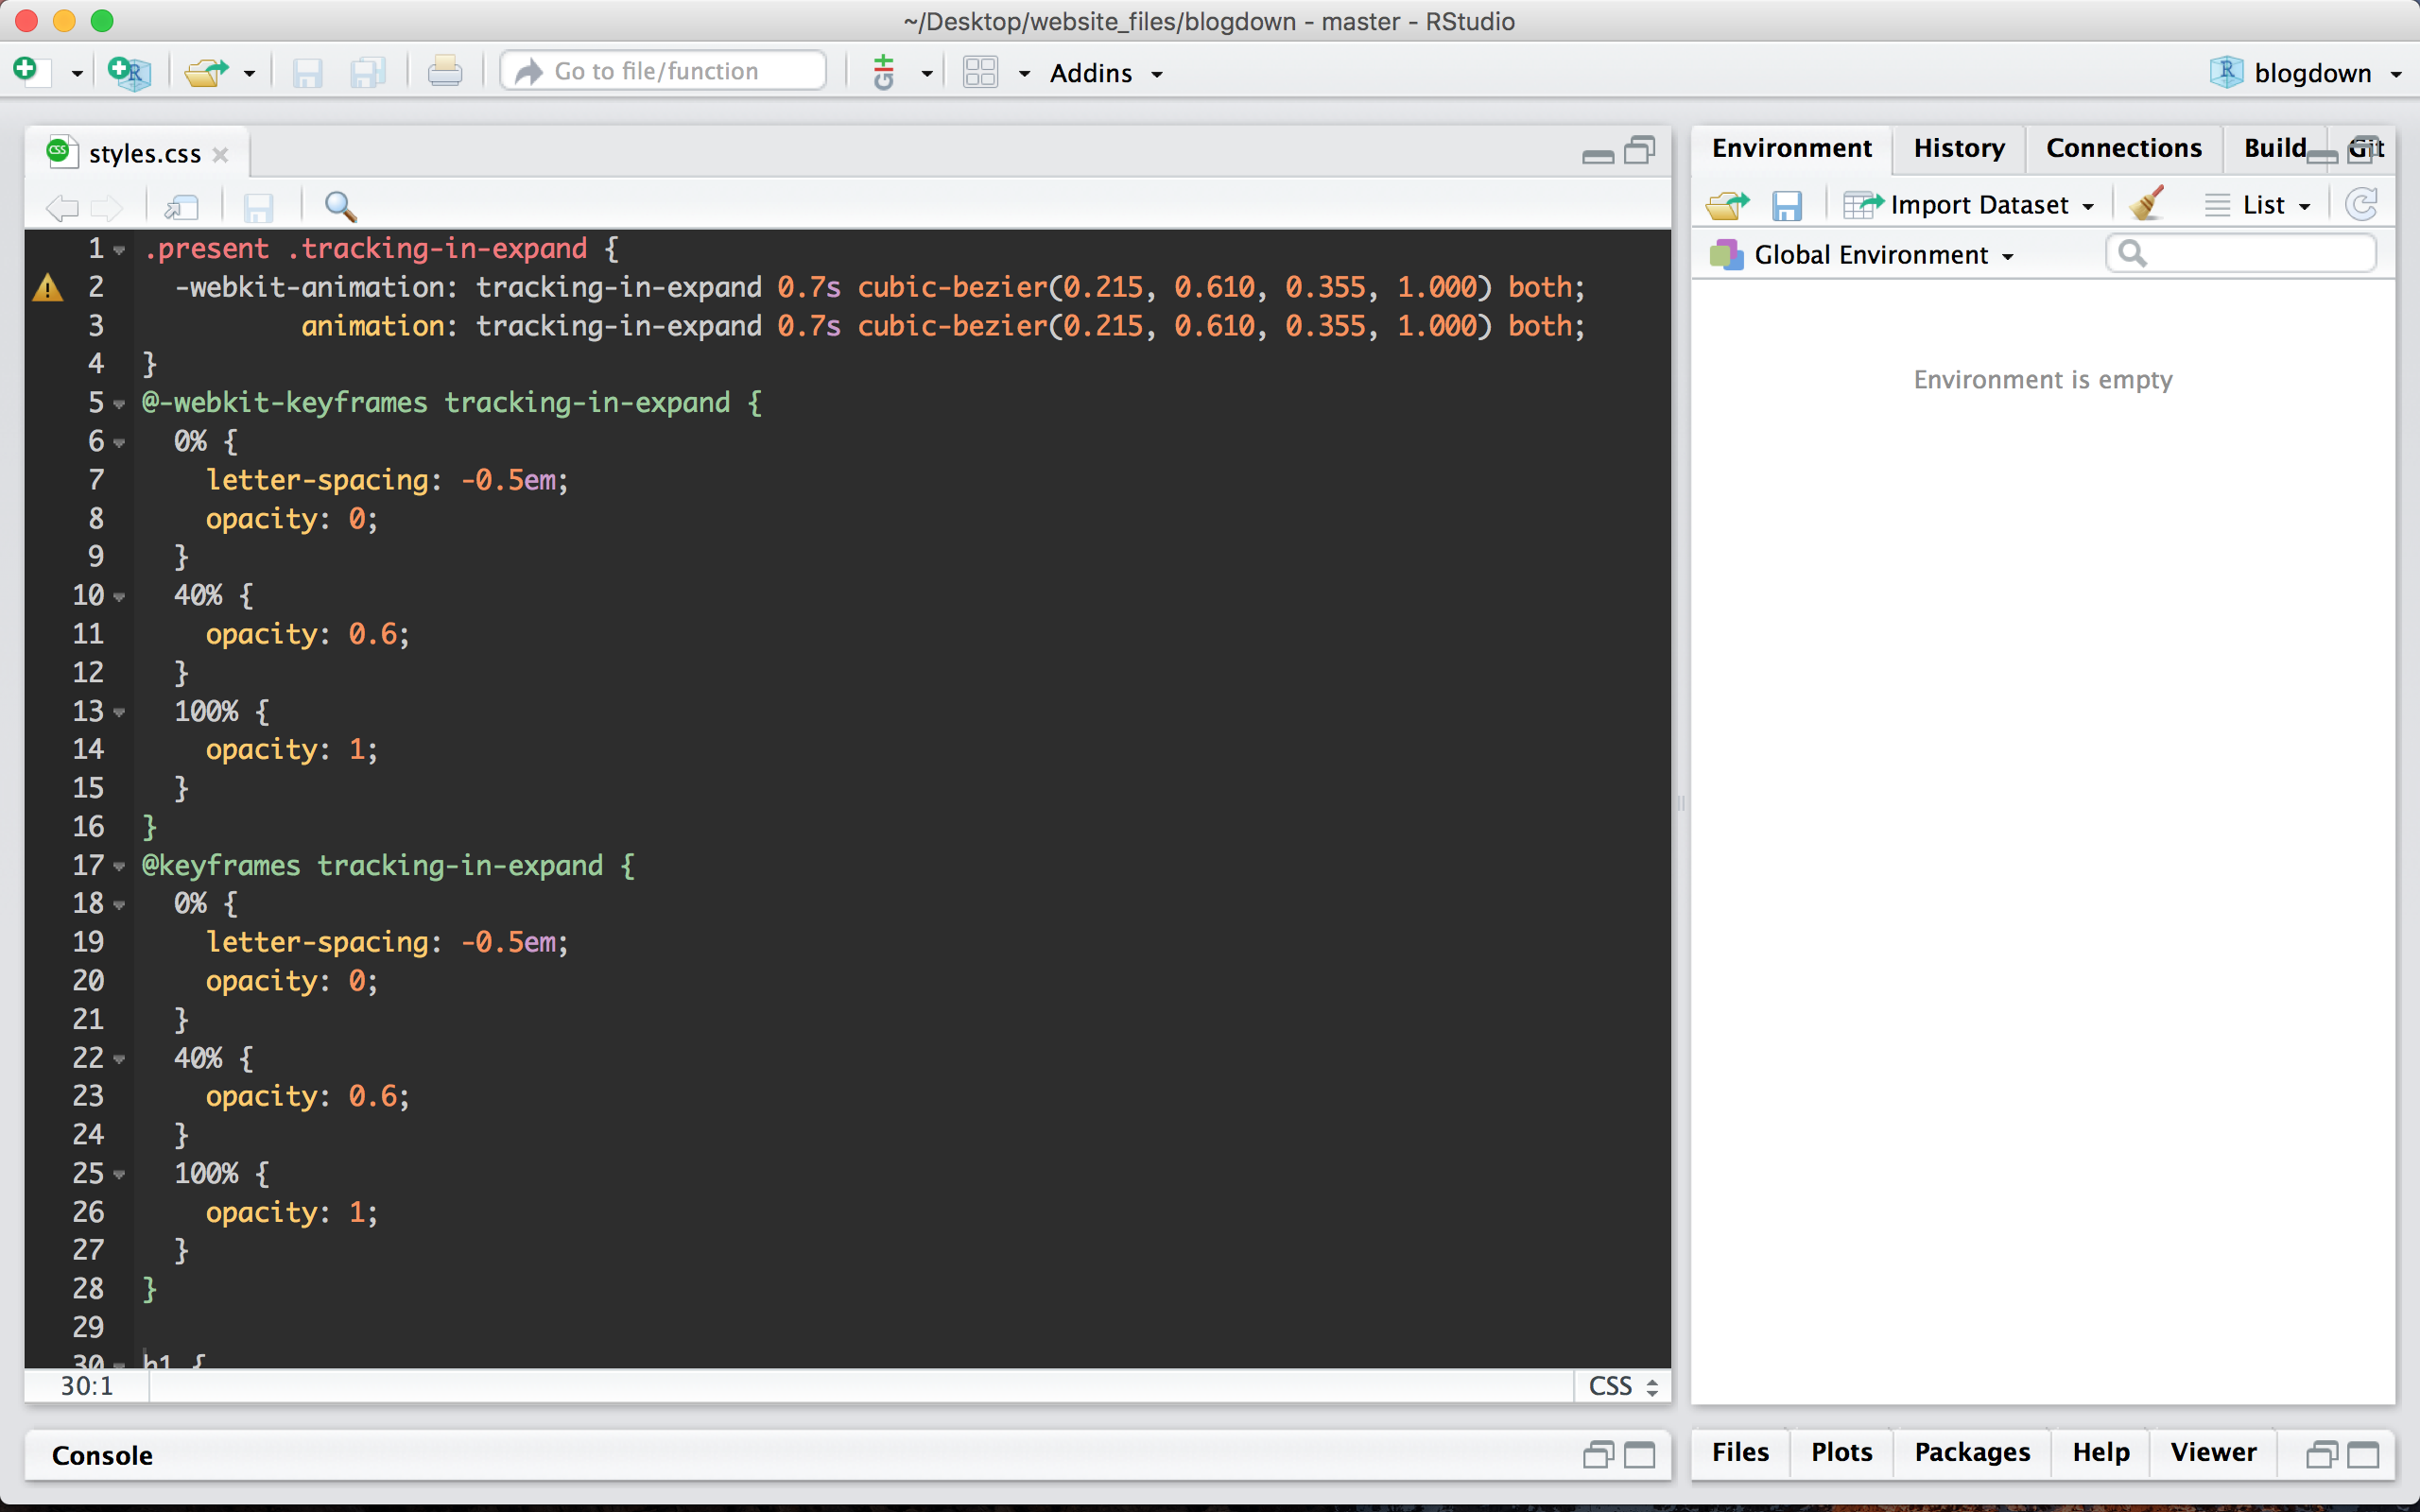 ~/Desktop/website_files/blogdown - master - RStudio
Go to file/function
Addins
blogdown
styles.css
1 .present .tracking-in-expand {
2 -webkit-animation: tracking-in-expand 0.7s cubic-bezier(0.215, 0.610, 0.355, 1.000) both;
3 animation: tracking-in-expand 0.7s cubic-bezier(0.215, 0.610, 0.355, 1.000) both;
4 }
5 @-webkit-keyframes tracking-in-expand {
6 0% {
7 letter-spacing: -0.5em;
8 opacity: 0;
9 }
10 40% {
11 opacity: 0.6;
12 }
13 100% {
14 opacity: 1;
15 }
16 }
17 @keyframes tracking-in-expand {
18 0% {
19 letter-spacing: -0.5em;
20 opacity: 0;
21 }
22 40% {
23 opacity: 0.6;
24 }
25 100% {
26 opacity: 1;
27 }
28 }
29
30 h1 {
30:1
CSS
Console
Environment History Connections Build Git
Import Dataset List
Global Environment
Environment is empty
Files Plots Packages Help Viewer